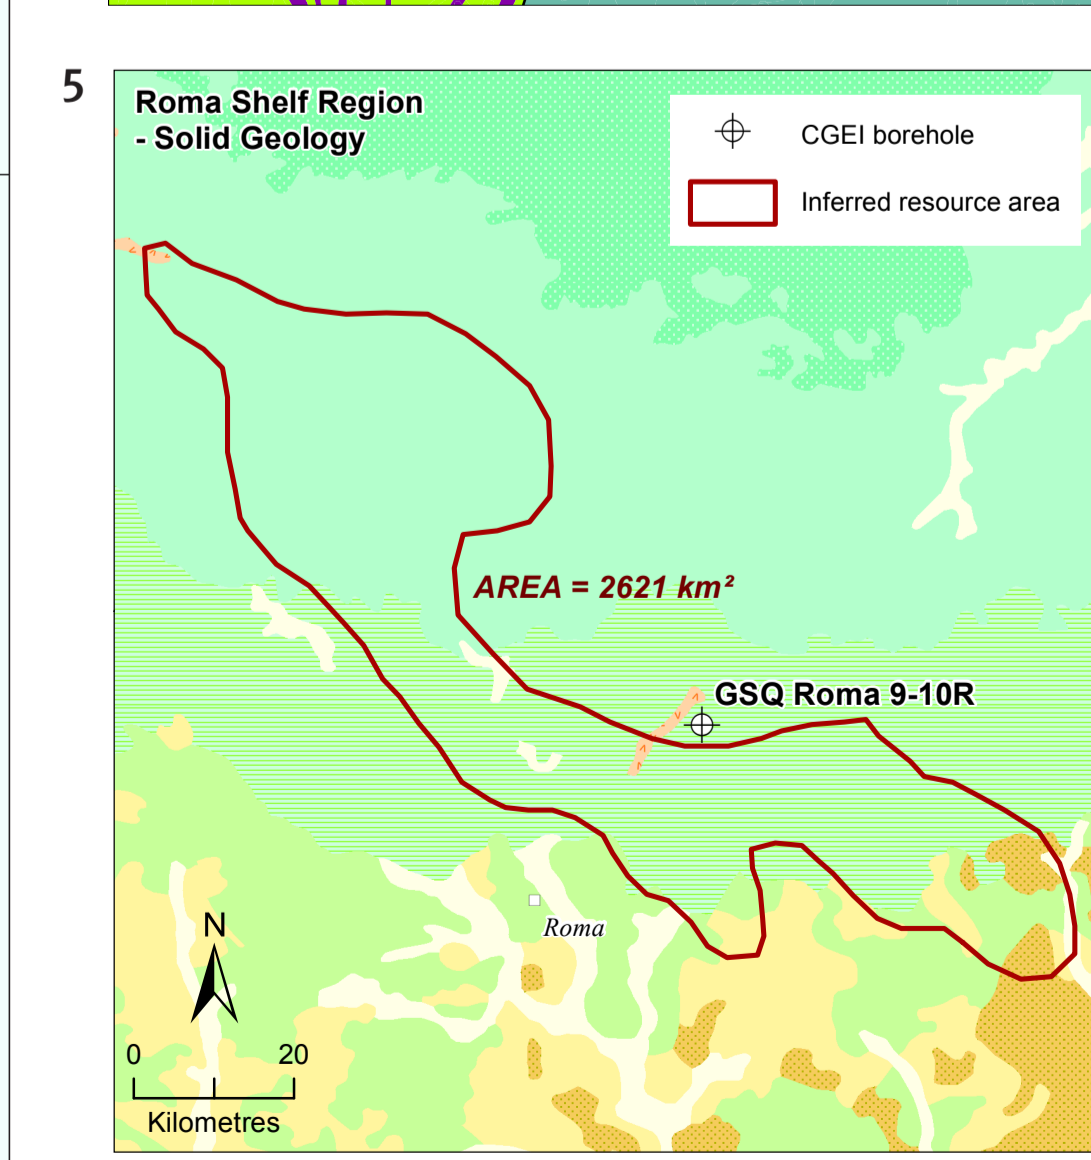 5
Roma Shelf Region
- Solid Geology
CGEI borehole
Inferred resource area
AREA = 2621 km²
GSQ Roma 9-10R
Roma
N
0 20
Kilometres